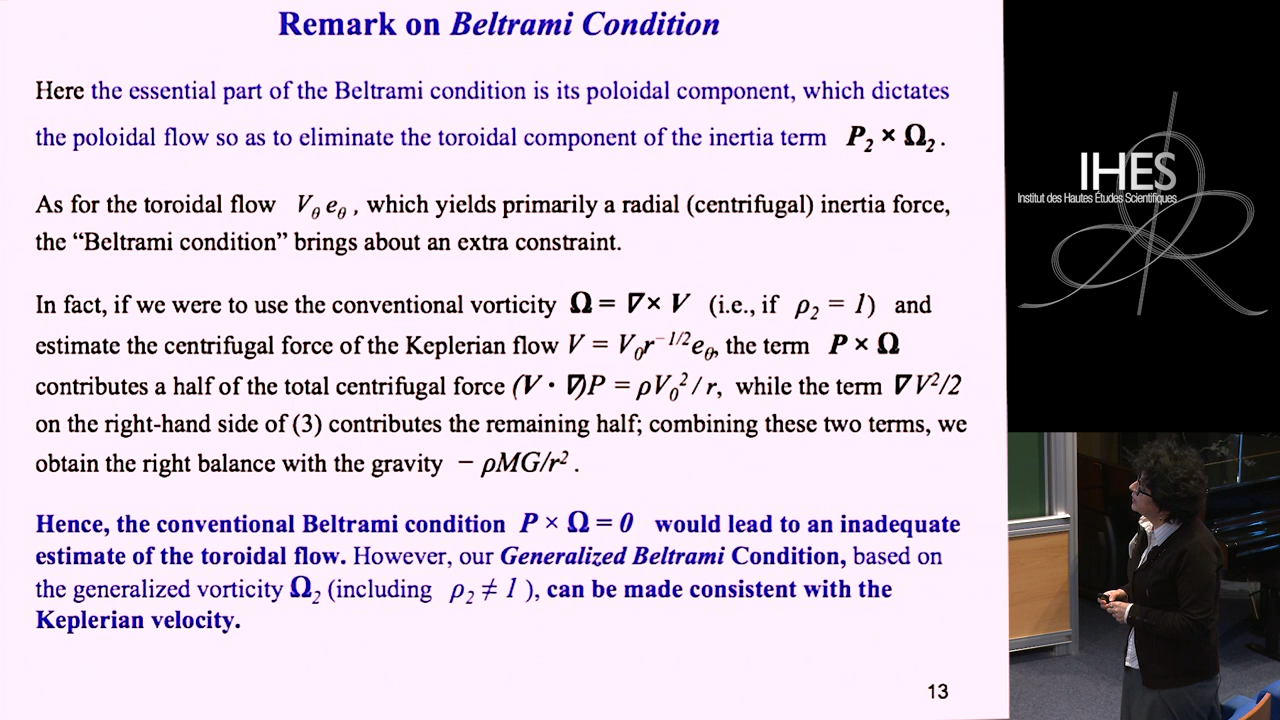 Remark on Beltrami Condition
Here the essential part of the Beltrami condition is its poloidal component, which dictates
the poloidal flow so as to eliminate the toroidal component of the inertia term P₂ × Ω₂ .
As for the toroidal flow V_θ e_θ , which yields primarily a radial (centrifugal) inertia force,
the “Beltrami condition” brings about an extra constraint.
In fact, if we were to use the conventional vorticity Ω = ∇× V (i.e., if ρ₂ = 1) and
estimate the centrifugal force of the Keplerian flow V = V₀r⁻¹/²e_θ, the term P × Ω
contributes a half of the total centrifugal force (V · ∇)P = ρV₀²/ r, while the term ∇V²/2
on the right-hand side of (3) contributes the remaining half; combining these two terms, we
obtain the right balance with the gravity − ρMG/r² .
Hence, the conventional Beltrami condition P × Ω = 0 would lead to an inadequate
estimate of the toroidal flow. However, our Generalized Beltrami Condition, based on
the generalized vorticity Ω₂ (including ρ₂ ≠ 1 ), can be made consistent with the
Keplerian velocity.
13
IHES
Institut des Hautes Études Scientifiques